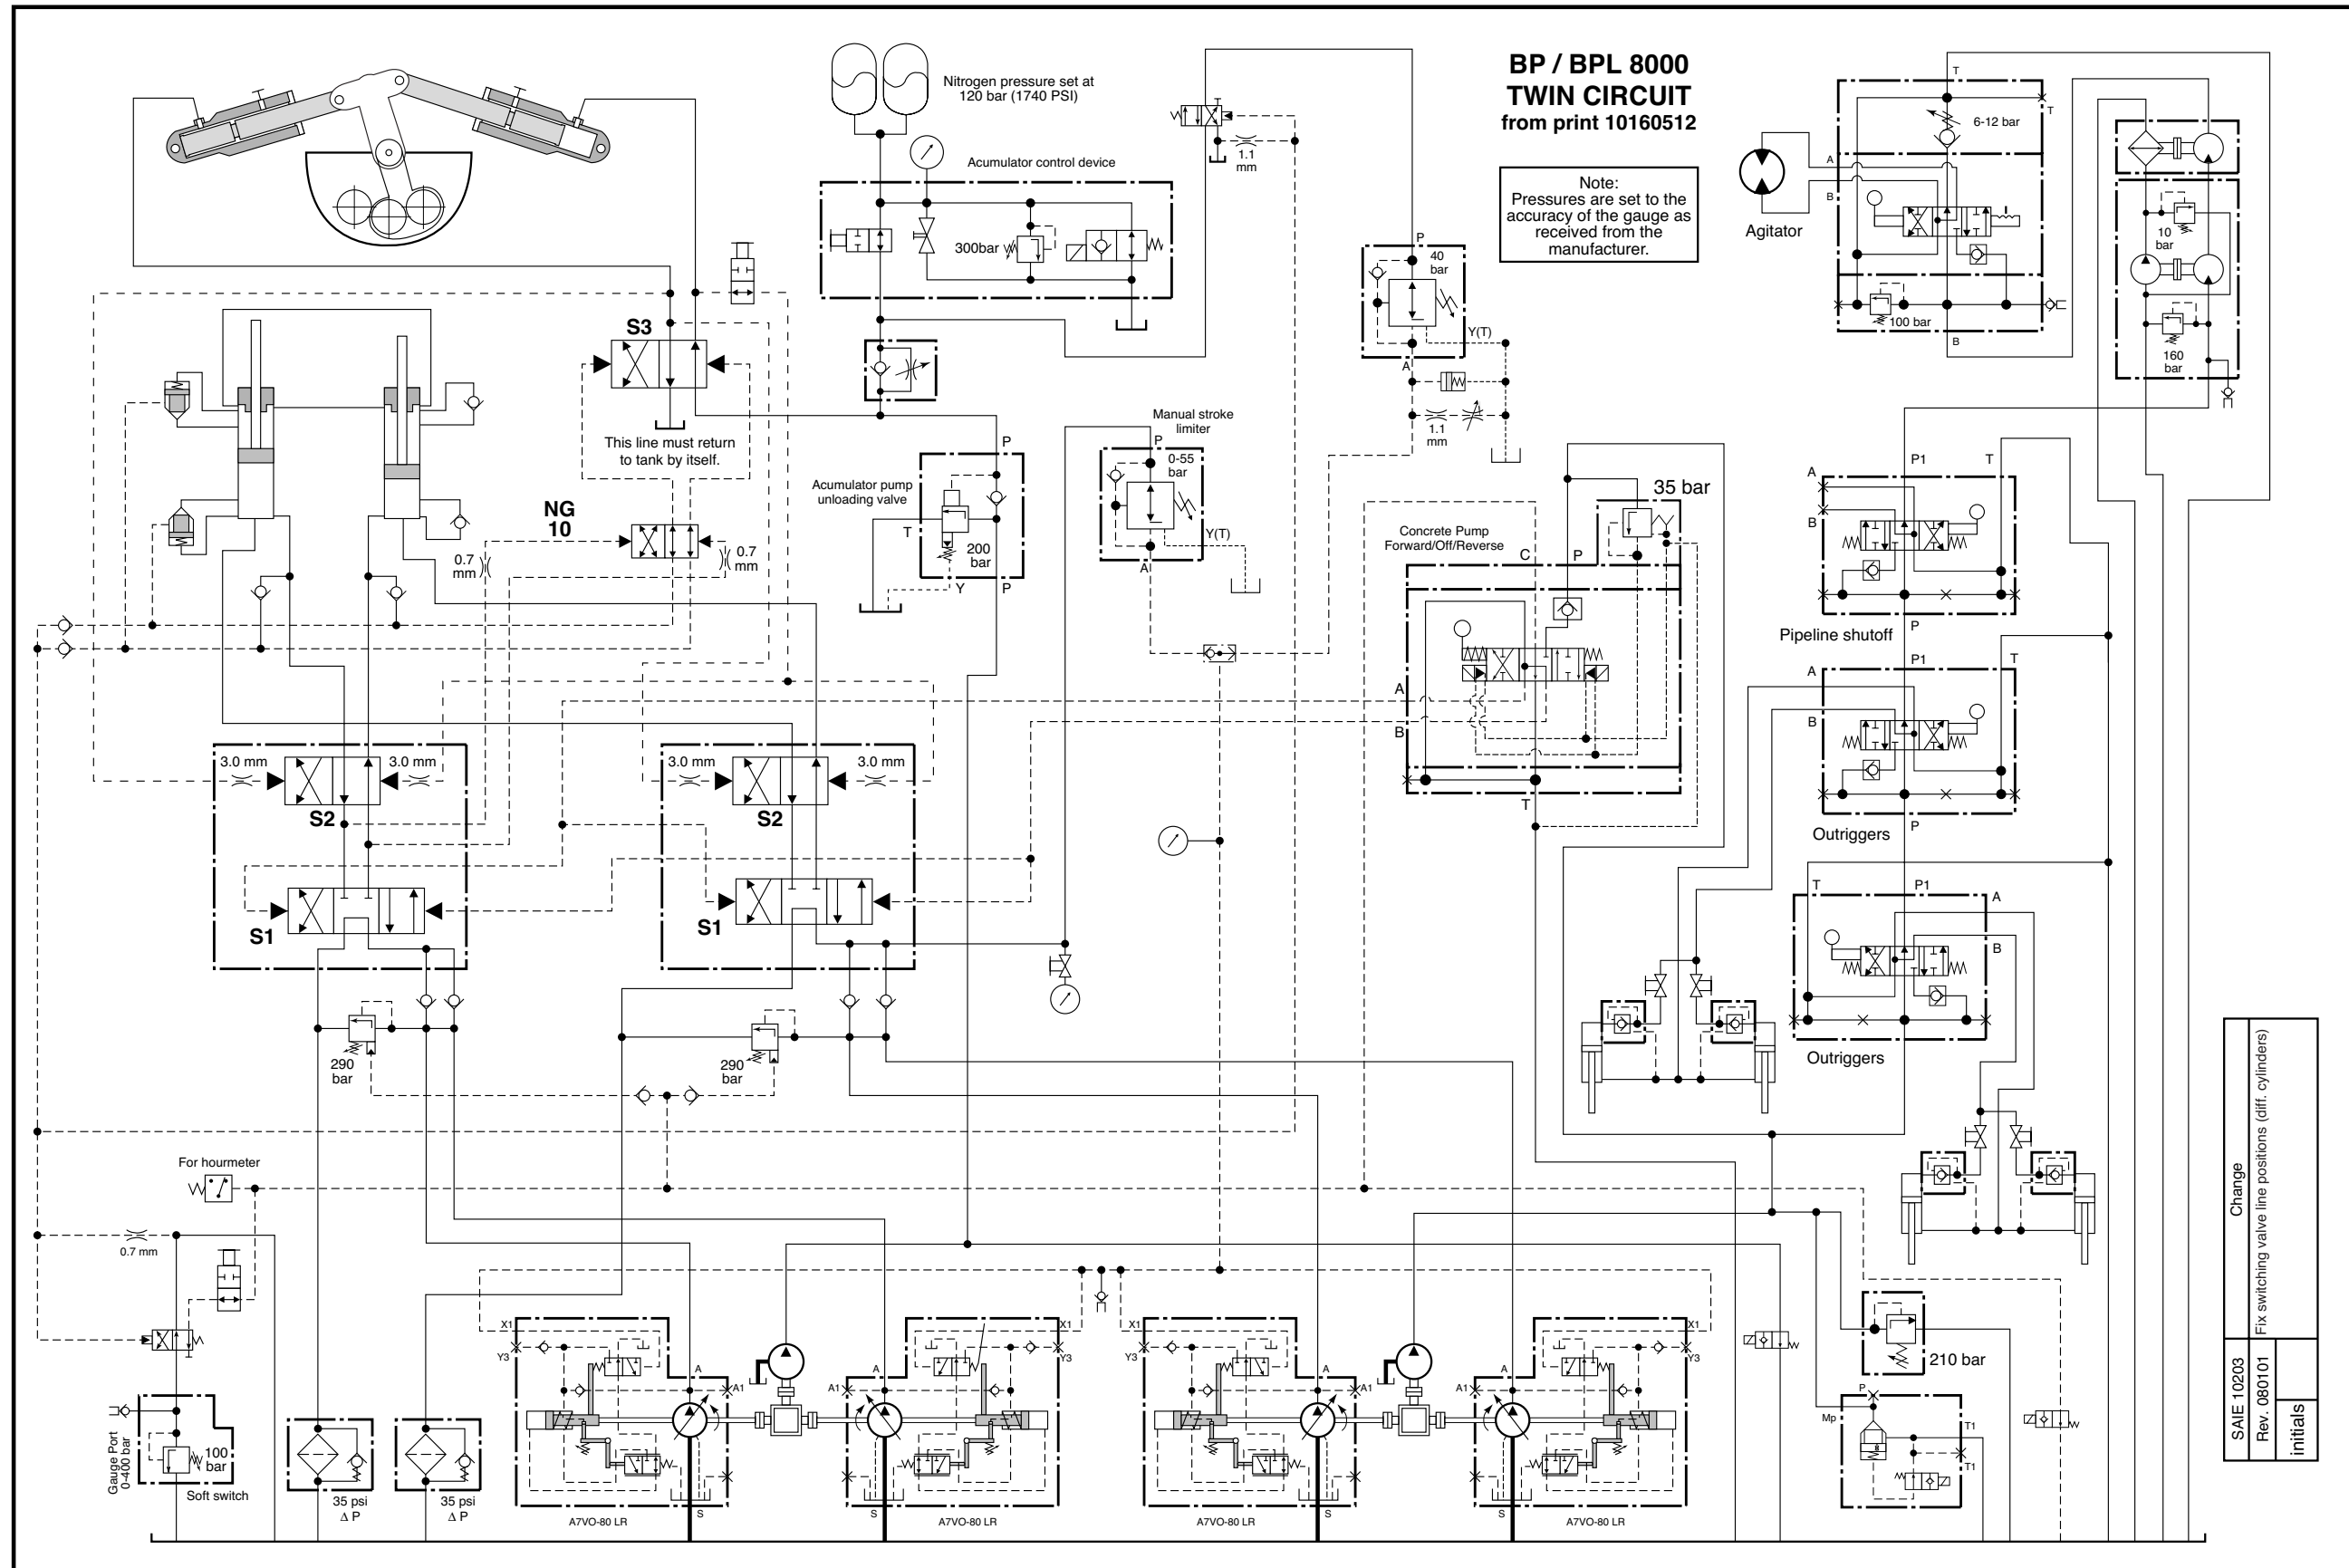 BP / BPL 8000
TWIN CIRCUIT
from print 10160512
Note:
Pressures are set to the
accuracy of the gauge as
received from the
manufacturer.
Nitrogen pressure set at
120 bar (1740 PSI)
Acumulator control device
300bar
1.1
mm
P
40
bar
Y(T)
A
1.1
mm
Agitator
A
B
T
T
6-12 bar
100 bar
B
10
bar
160
bar
S3
This line must return
to tank by itself.
NG
10
0.7
mm
0.7
mm
Acumulator pump
unloading valve
P
T
200
bar
Y
P
Manual stroke
limiter
P
0-55
bar
Y(T)
A
35 bar
Concrete Pump
Forward/Off/Reverse
C
P
A
B
T
A
P1
T
B
P
Pipeline shutoff
A
P1
T
B
P
Outriggers
T
P1
A
B
Outriggers
3.0 mm
3.0 mm
S2
S1
3.0 mm
3.0 mm
S2
S1
290
bar
290
bar
For hourmeter
0.7 mm
Gauge Port
0-400 bar
100
bar
Soft switch
35 psi
Δ P
35 psi
Δ P
X1
Y3
A
A1
S
A7VO-80 LR
X1
Y3
A
A1
S
A7VO-80 LR
X1
Y3
A
A1
S
A7VO-80 LR
X1
Y3
A
A1
S
A7VO-80 LR
210 bar
P
Mp
T1
T1
Change
Fix switching valve line positions (diff. cylinders)
SAIE 10203
Rev. 080101
initials